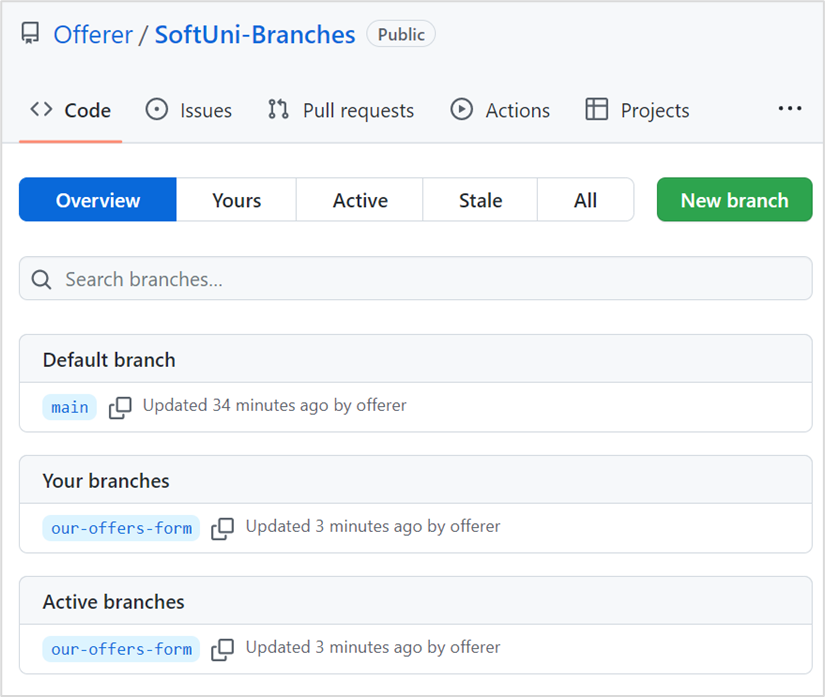 Offerer / SoftUni-Branches Public
Code Issues Pull requests Actions Projects ...
Overview Yours Active Stale All New branch
Search branches...
Default branch
main Updated 34 minutes ago by offerer
Your branches
our-offers-form Updated 3 minutes ago by offerer
Active branches
our-offers-form Updated 3 minutes ago by offerer